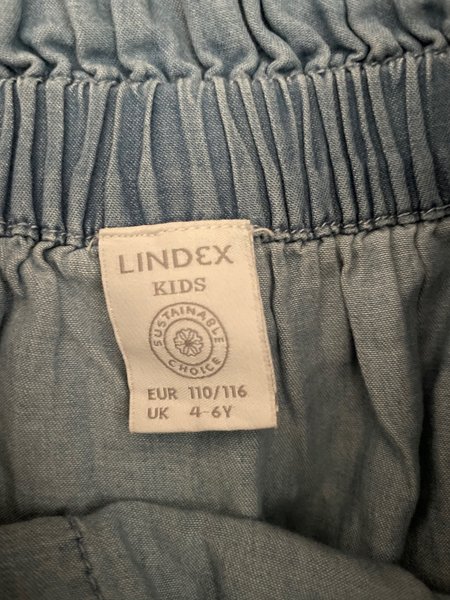 LINDEX
KIDS
SUSTAINABLE
CHOICE
EUR 110/116
UK 4-6Y